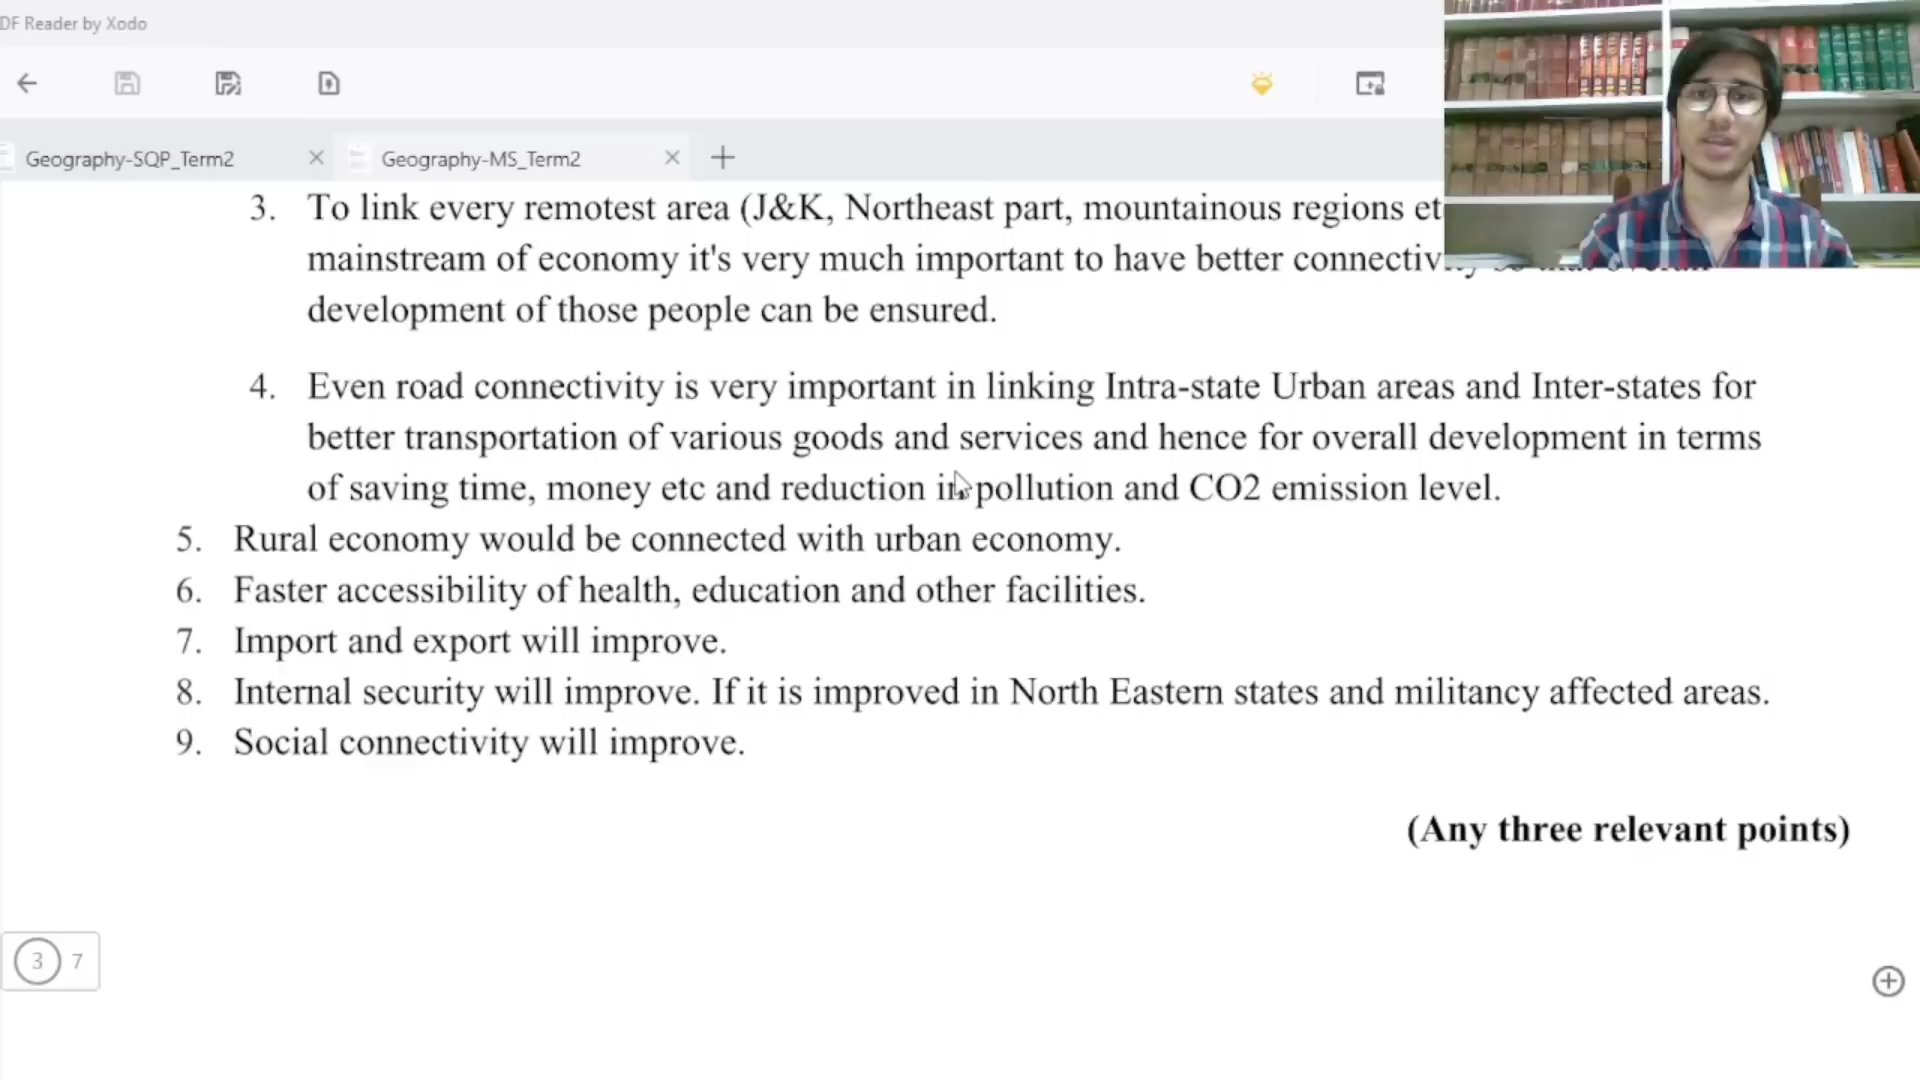 DF Reader by Xodo
Geography-SQP_Term2
Geography-MS_Term2
3. To link every remotest area (J&K, Northeast part, mountainous regions et
mainstream of economy it's very much important to have better connectiv
development of those people can be ensured.
4. Even road connectivity is very important in linking Intra-state Urban areas and Inter-states for
better transportation of various goods and services and hence for overall development in terms
of saving time, money etc and reduction in pollution and CO2 emission level.
5. Rural economy would be connected with urban economy.
6. Faster accessibility of health, education and other facilities.
7. Import and export will improve.
8. Internal security will improve. If it is improved in North Eastern states and militancy affected areas.
9. Social connectivity will improve.
(Any three relevant points)
3 7